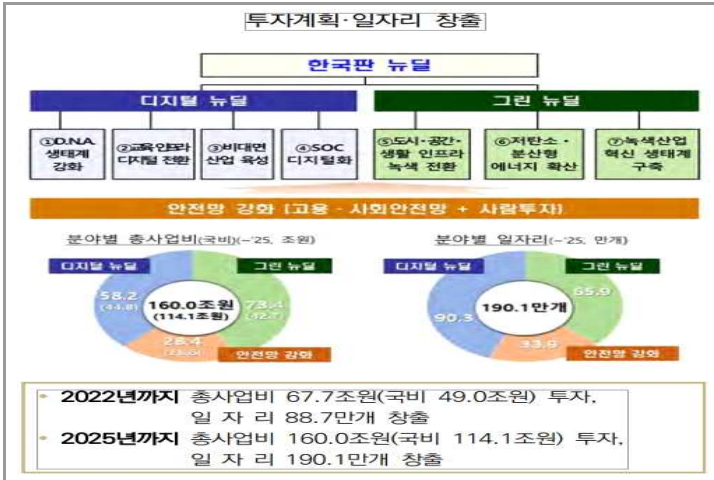 투자계획·일자리 창출
한국판 뉴딜
디지털 뉴딜
그린 뉴딜
①D.N.A.
생태계
강화
②교육인프라
디지털 전환
③비대면
산업 육성
④SOC
디지털화
⑤도시·공간·
생활 인프라
녹색 전환
⑥저탄소·
분산형
에너지 확산
⑦녹색산업
혁신 생태계
구축
안전망 강화 [고용·사회안전망 + 사람투자]
분야별 총사업비(국비)(~'25, 조원)
디지털 뉴딜
그린 뉴딜
58.2
(44.8)
160.0조원
(114.1조원)
73.4
(42.7)
28.4
안전망 강화
분야별 일자리(~'25, 만개)
디지털 뉴딜
그린 뉴딜
90.3
190.1만개
65.9
33.9
안전망 강화
• 2022년까지 총사업비 67.7조원(국비 49.0조원) 투자,
일 자 리 88.7만개 창출
• 2025년까지 총사업비 160.0조원(국비 114.1조원) 투자,
일 자 리 190.1만개 창출